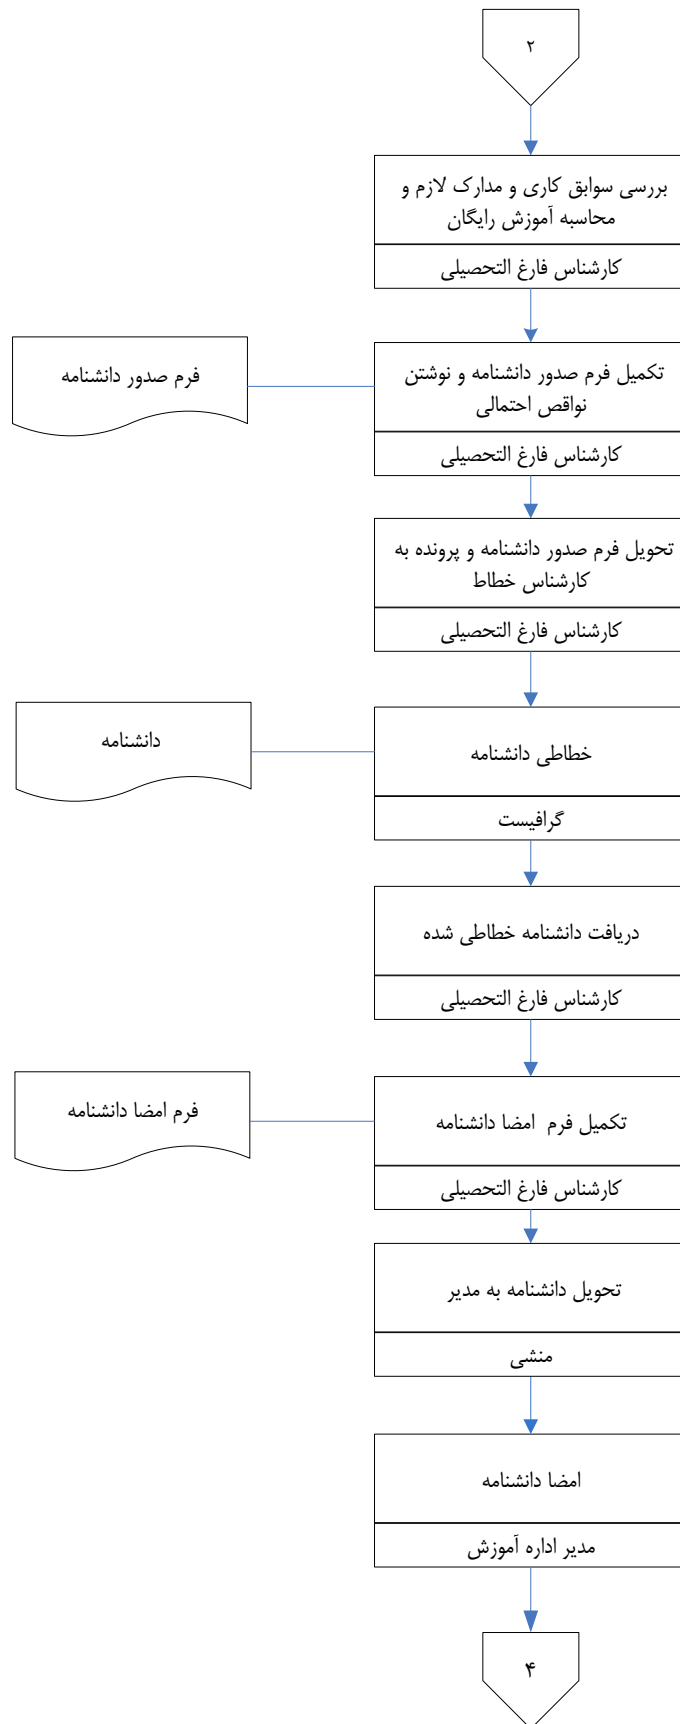 ۲
بررسی سوابق کاری و مدارک لازم و
محاسبه آموزش رایگان
کارشناس فارغ التحصیلی
تکمیل فرم صدور دانشنامه و نوشتن
نواقص احتمالی
کارشناس فارغ التحصیلی
فرم صدور دانشنامه
تحویل فرم صدور دانشنامه و پرونده به
کارشناس خطاط
کارشناس فارغ التحصیلی
خطاطی دانشنامه
گرافیست
دانشنامه
دریافت دانشنامه خطاطی شده
کارشناس فارغ التحصیلی
تکمیل فرم امضا دانشنامه
کارشناس فارغ التحصیلی
فرم امضا دانشنامه
تحویل دانشنامه به مدیر
منشی
امضا دانشنامه
مدیر اداره آموزش
۴